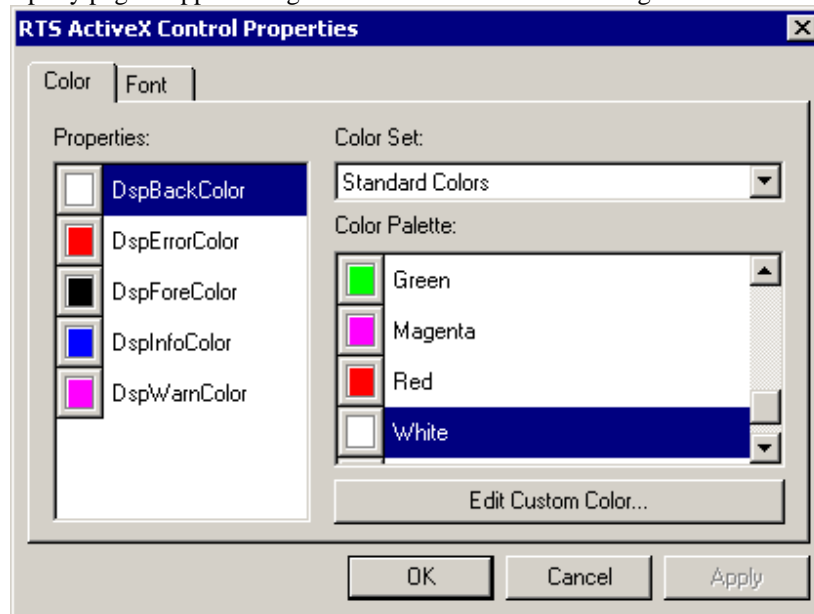 RTS ActiveX Control Properties
Color
Font
Properties:
DspBackColor
DspErrorColor
DspForeColor
DspInfoColor
DspWarnColor
Color Set:
Standard Colors
Color Palette:
Green
Magenta
Red
White
Edit Custom Color...
OK
Cancel
Apply